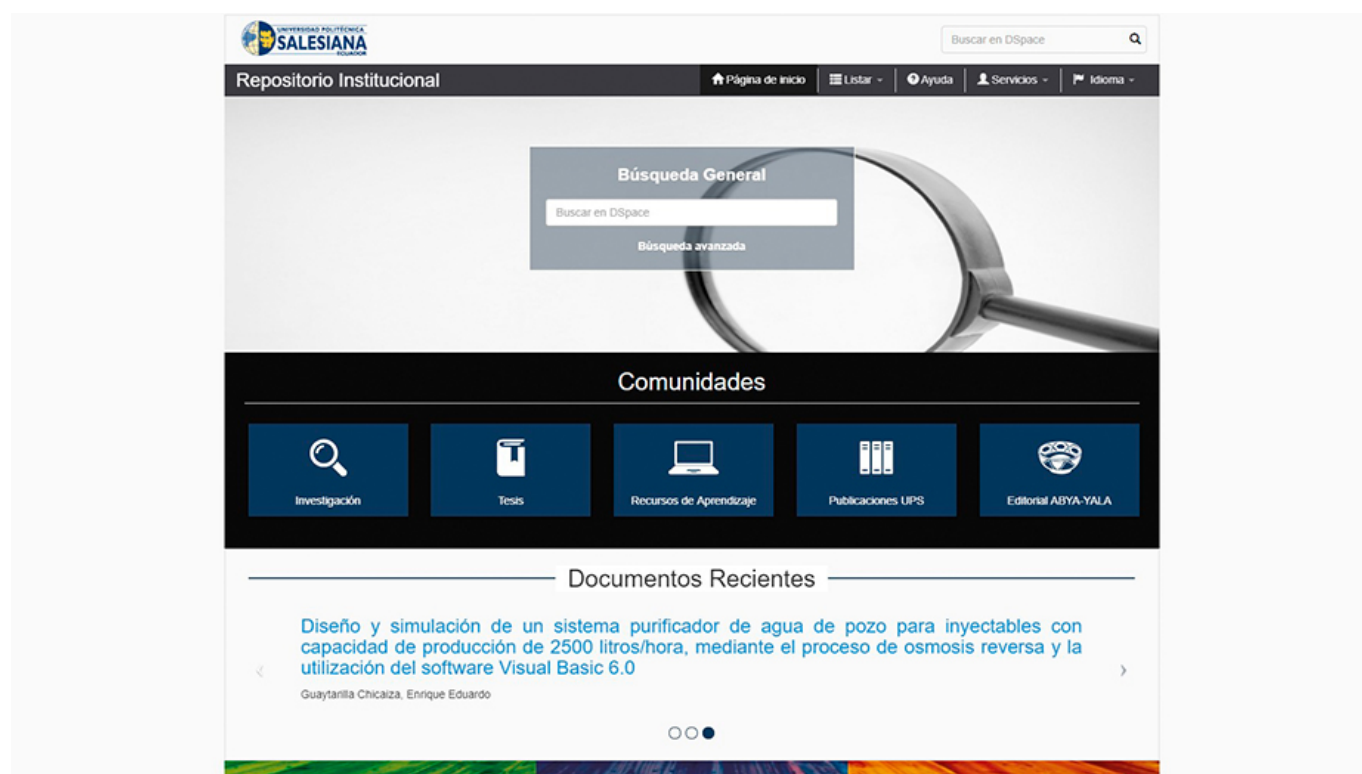 UNIVERSIDAD POLITÉCNICA
SALESIANA
ECUADOR
Buscar en DSpace
Repositorio Institucional
Página de inicio
Listar
Ayuda
Servicios
Idioma
Búsqueda General
Buscar en DSpace
Búsqueda avanzada
Comunidades
Investigación
Tesis
Recursos de Aprendizaje
Publicaciones UPS
Editorial ABYA-YALA
Documentos Recientes
Diseño y simulación de un sistema purificador de agua de pozo para inyectables con
capacidad de producción de 2500 litros/hora, mediante el proceso de osmosis reversa y la
utilización del software Visual Basic 6.0
Guaytarilla Chicaiza, Enrique Eduardo